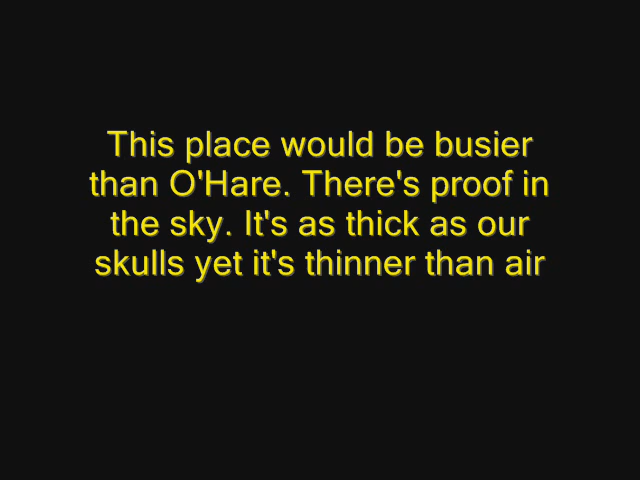 This place would be busier
than O'Hare. There's proof in
the sky. It's as thick as our
skulls yet it's thinner than air